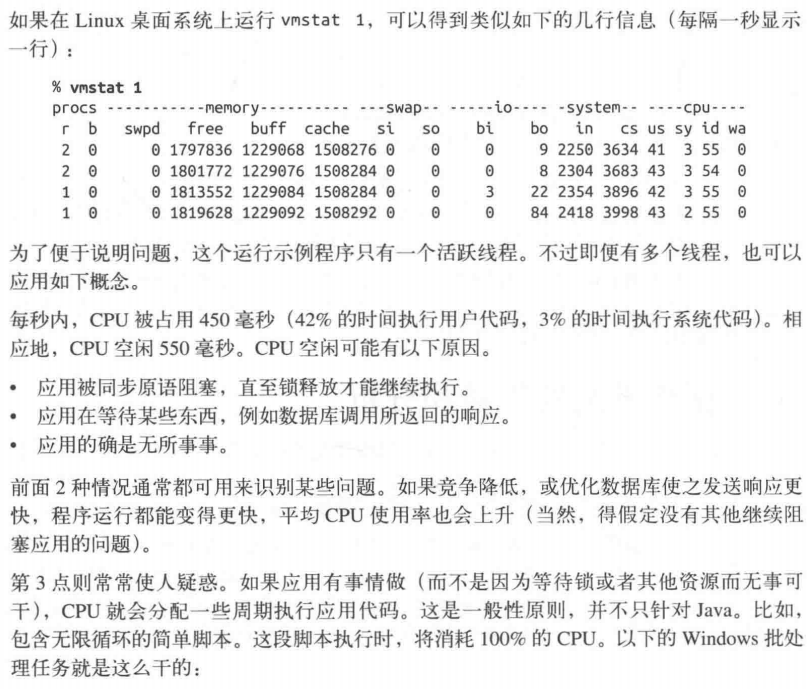 如果在 Linux 桌面系统上运行 vmstat 1，可以得到类似如下的几行信息（每隔一秒显示
一行）：
% vmstat 1
procs -----------memory---------- ---swap-- -----io---- -system-- ----cpu----
r b swpd free buff cache si so bi bo in cs us sy id wa
2 0 0 1797836 1229068 1508276 0 0 0 9 2250 3634 41 3 55 0
2 0 0 1801772 1229076 1508284 0 0 0 8 2304 3683 43 3 54 0
1 0 0 1813552 1229084 1508284 0 0 3 22 2354 3896 42 3 55 0
1 0 0 1819628 1229092 1508292 0 0 0 84 2418 3998 43 2 55 0
为了便于说明问题，这个运行示例程序只有一个活跃线程。不过即便有多个线程，也可以
应用如下概念。
每秒内，CPU 被占用 450 毫秒（42% 的时间执行用户代码，3% 的时间执行系统代码）。相
应地，CPU 空闲 550 毫秒。CPU 空闲可能有以下原因。
• 应用被同步原语阻塞，直至锁释放才能继续执行。
• 应用在等待某些东西，例如数据库调用所返回的响应。
• 应用的确是无所事事。
前面 2 种情况通常都可用来识别某些问题。如果竞争降低，或优化数据库使之发送响应更
快，程序运行都能变得更快，平均 CPU 使用率也会上升（当然，得假定没有其他继续阻
塞应用的问题）。
第 3 点则常常使人疑惑。如果应用有事情做（而不是因为等待锁或者其他资源而无事可
干），CPU 就会分配一些周期执行应用代码。这是一般性原则，并不只针对 Java。比如，
包含无限循环的简单脚本。这段脚本执行时，将消耗 100% 的 CPU。以下的 Windows 批处
理任务就是这么干的：